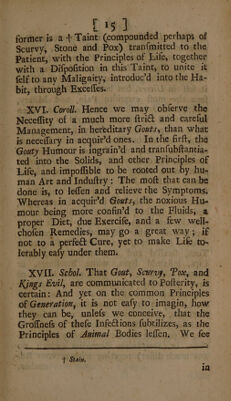 [ 15 ]
former is a † Taint (compounded perhaps of
Scurvy, Stone and Pox) tranſmitted to the
Patient, with the Principles of Life, together
with a Diſpoſition in this Taint, to unite it
ſelf to any Malignity, introduc'd into the Ha-
bit, through Exceſſes.
XVI. Coroll. Hence we may obſerve the
Neceſſity of a much more ſtrict and careful
Management, in hereditary Gouts, than what
is neceſſary in acquir'd ones. In the firſt, the
Gouty Humour is ingrain'd and tranſubſtantia-
ted into the Solids, and other Principles of
Life, and impoſſible to be rooted out by hu-
man Art and Induſtry: The moſt that can be
done is, to leſſen and relieve the Symptoms.
Whereas in acquir'd Gouts, the noxious Hu-
mour being more confin'd to the Fluids, a
proper Diet, due Exerciſe, and a few well-
choſen Remedies, may go a great way; if
not to a perfect Cure, yet to make Life to-
lerably eaſy under them.
XVII. Schol. That Gout, Scurvy, Pox, and
Kings Evil, are communicated to Poſterity, is
certain: And yet on the common Principles
of Generation, it is not eaſy to imagin, how
they can be, unleſs we conceive, that the
Groſſneſs of theſe Infections ſubtilizes, as the
Principles of Animal Bodies leſſen. We ſee
† Stain.
in